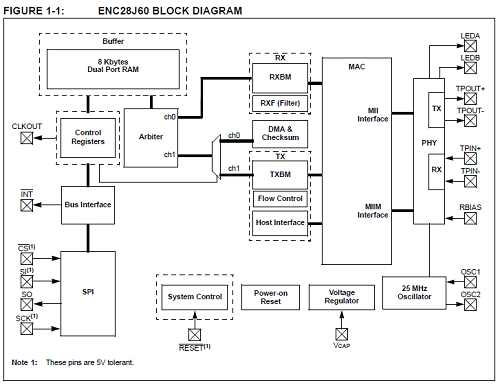 FIGURE 1-1: ENC28J60 BLOCK DIAGRAM
Buffer
8 Kbytes
Dual Port RAM
CLKOUT
Control
Registers
Arbiter
ch0
ch1
ch0
ch1
RX
RXBM
RXF (Filter)
DMA &
Checksum
TX
TXBM
Flow Control
Host Interface
MAC
MII
Interface
MIIM
Interface
PHY
TX
RX
LEDA
LEDB
TPOUT+
TPOUT-
TPIN+
TPIN-
RBIAS
INT
Bus Interface
CS(1)
SI(1)
SO
SCK(1)
SPI
System Control
RESET(1)
Power-on
Reset
Voltage
Regulator
VCAP
25 MHz
Oscillator
OSC1
OSC2
Note 1: These pins are 5V tolerant.